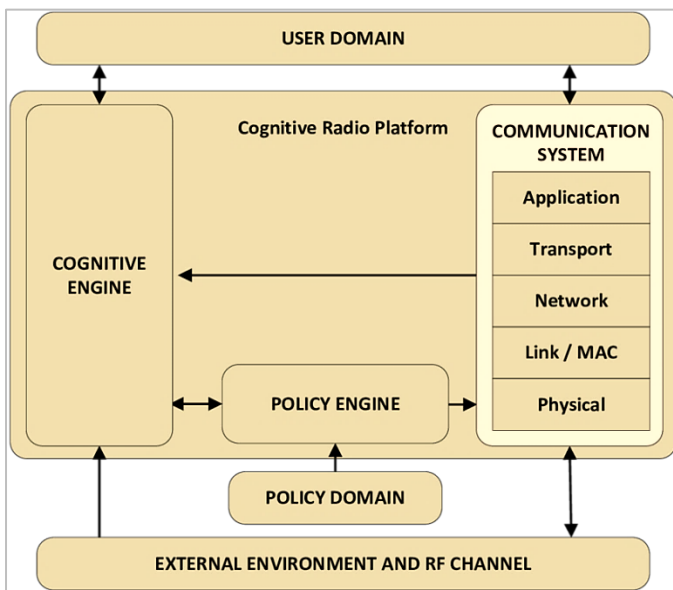 USER DOMAIN
Cognitive Radio Platform
COMMUNICATION
SYSTEM
Application
Transport
Network
Link / MAC
Physical
COGNITIVE
ENGINE
POLICY ENGINE
POLICY DOMAIN
EXTERNAL ENVIRONMENT AND RF CHANNEL